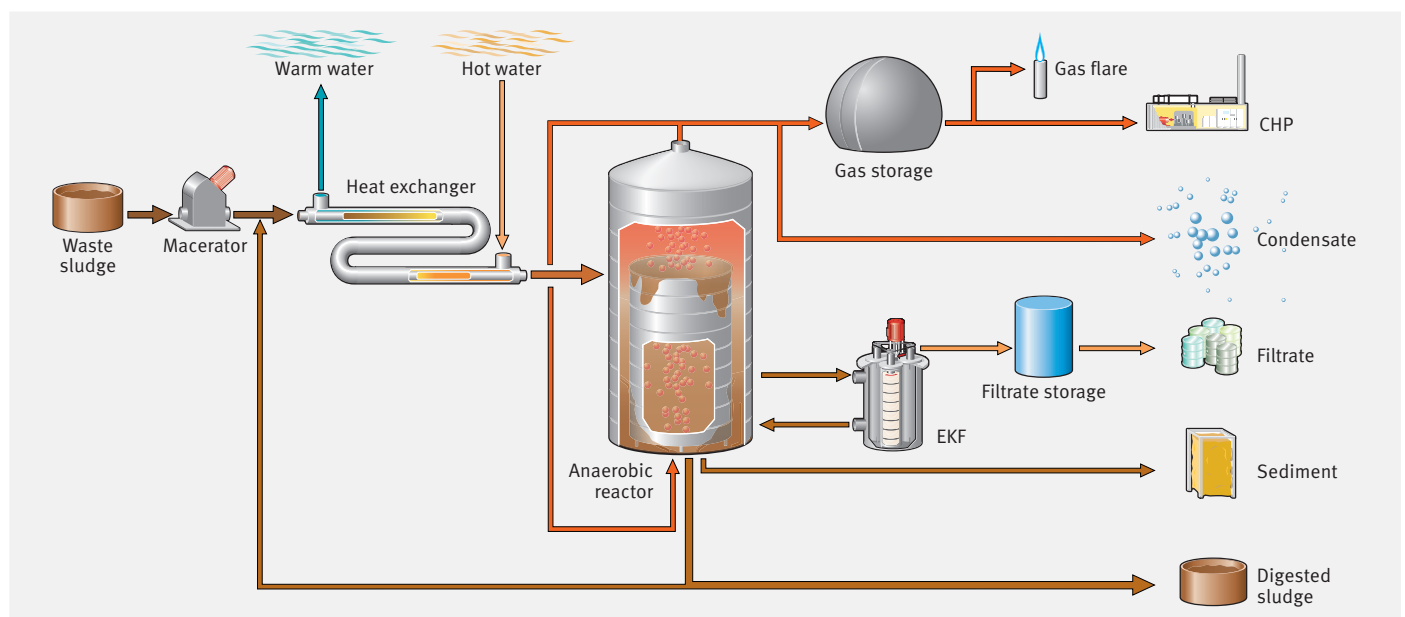 Warm water
Hot water
Gas flare
CHP
Gas storage
Heat exchanger
Waste
sludge
Macerator
Condensate
Filtrate storage
Filtrate
EKF
Anaerobic
reactor
Sediment
Digested
sludge